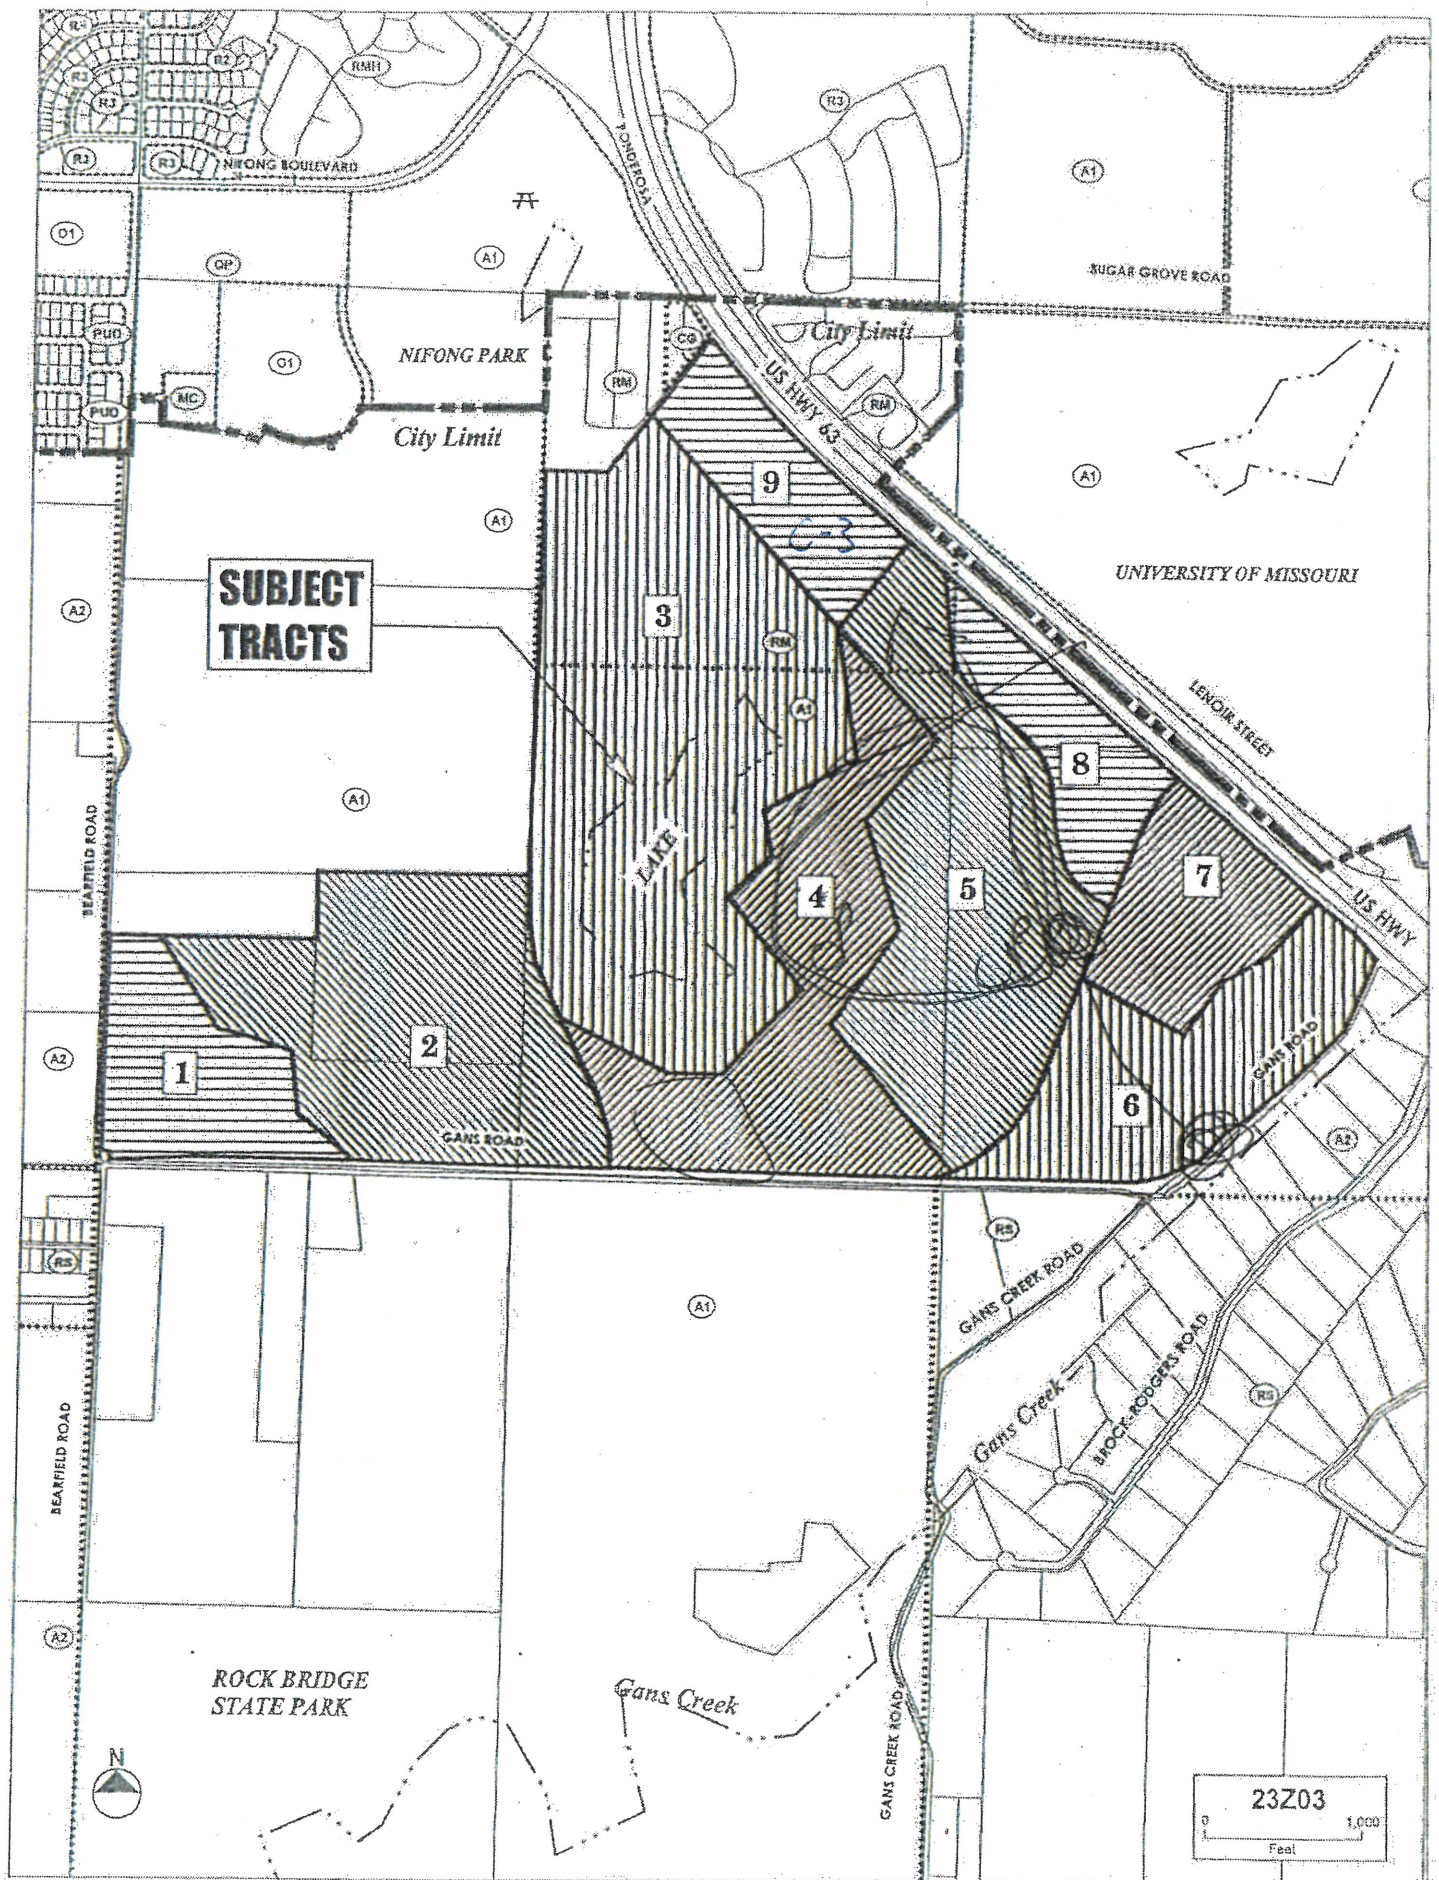 R2
RMH
R3
R3
R3
R3
R3
NIFONG BOULEVARD
PONDEROSA
A1
O1
OP
A1
SUGAR GROVE ROAD
PUD
O1
NIFONG PARK
CG
City Limit
RM
US HWY 63
MC
PUD
RM
City Limit
9
C-3
A1
A1
SUBJECT
TRACTS
UNIVERSITY OF MISSOURI
A2
3
RM
A1
LENOIR STREET
8
A1
BEARFIELD ROAD
LAKE
4
5
7
US HWY
1
2
6
GANS ROAD
A2
GANS ROAD
A2
RS
RS
GANS CREEK ROAD
A1
BROCK-RODGERS ROAD
RS
Gans Creek
BEARFIELD ROAD
A2
ROCK BRIDGE
STATE PARK
Gans Creek
GANS CREEK ROAD
N
23Z03
0 1,000
Feet